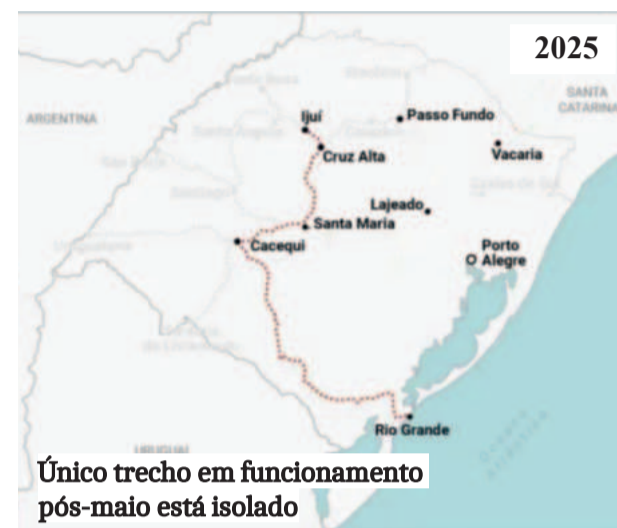 2025
SANTA
CATARINA
ARGENTINA
Ijuí
Passo Fundo
Cruz Alta
Vacaria
Lajeado
Santa Maria
Cacequi
Porto
Alegre
Rio Grande
URUGUAI
Único trecho em funcionamento
pós-maio está isolado